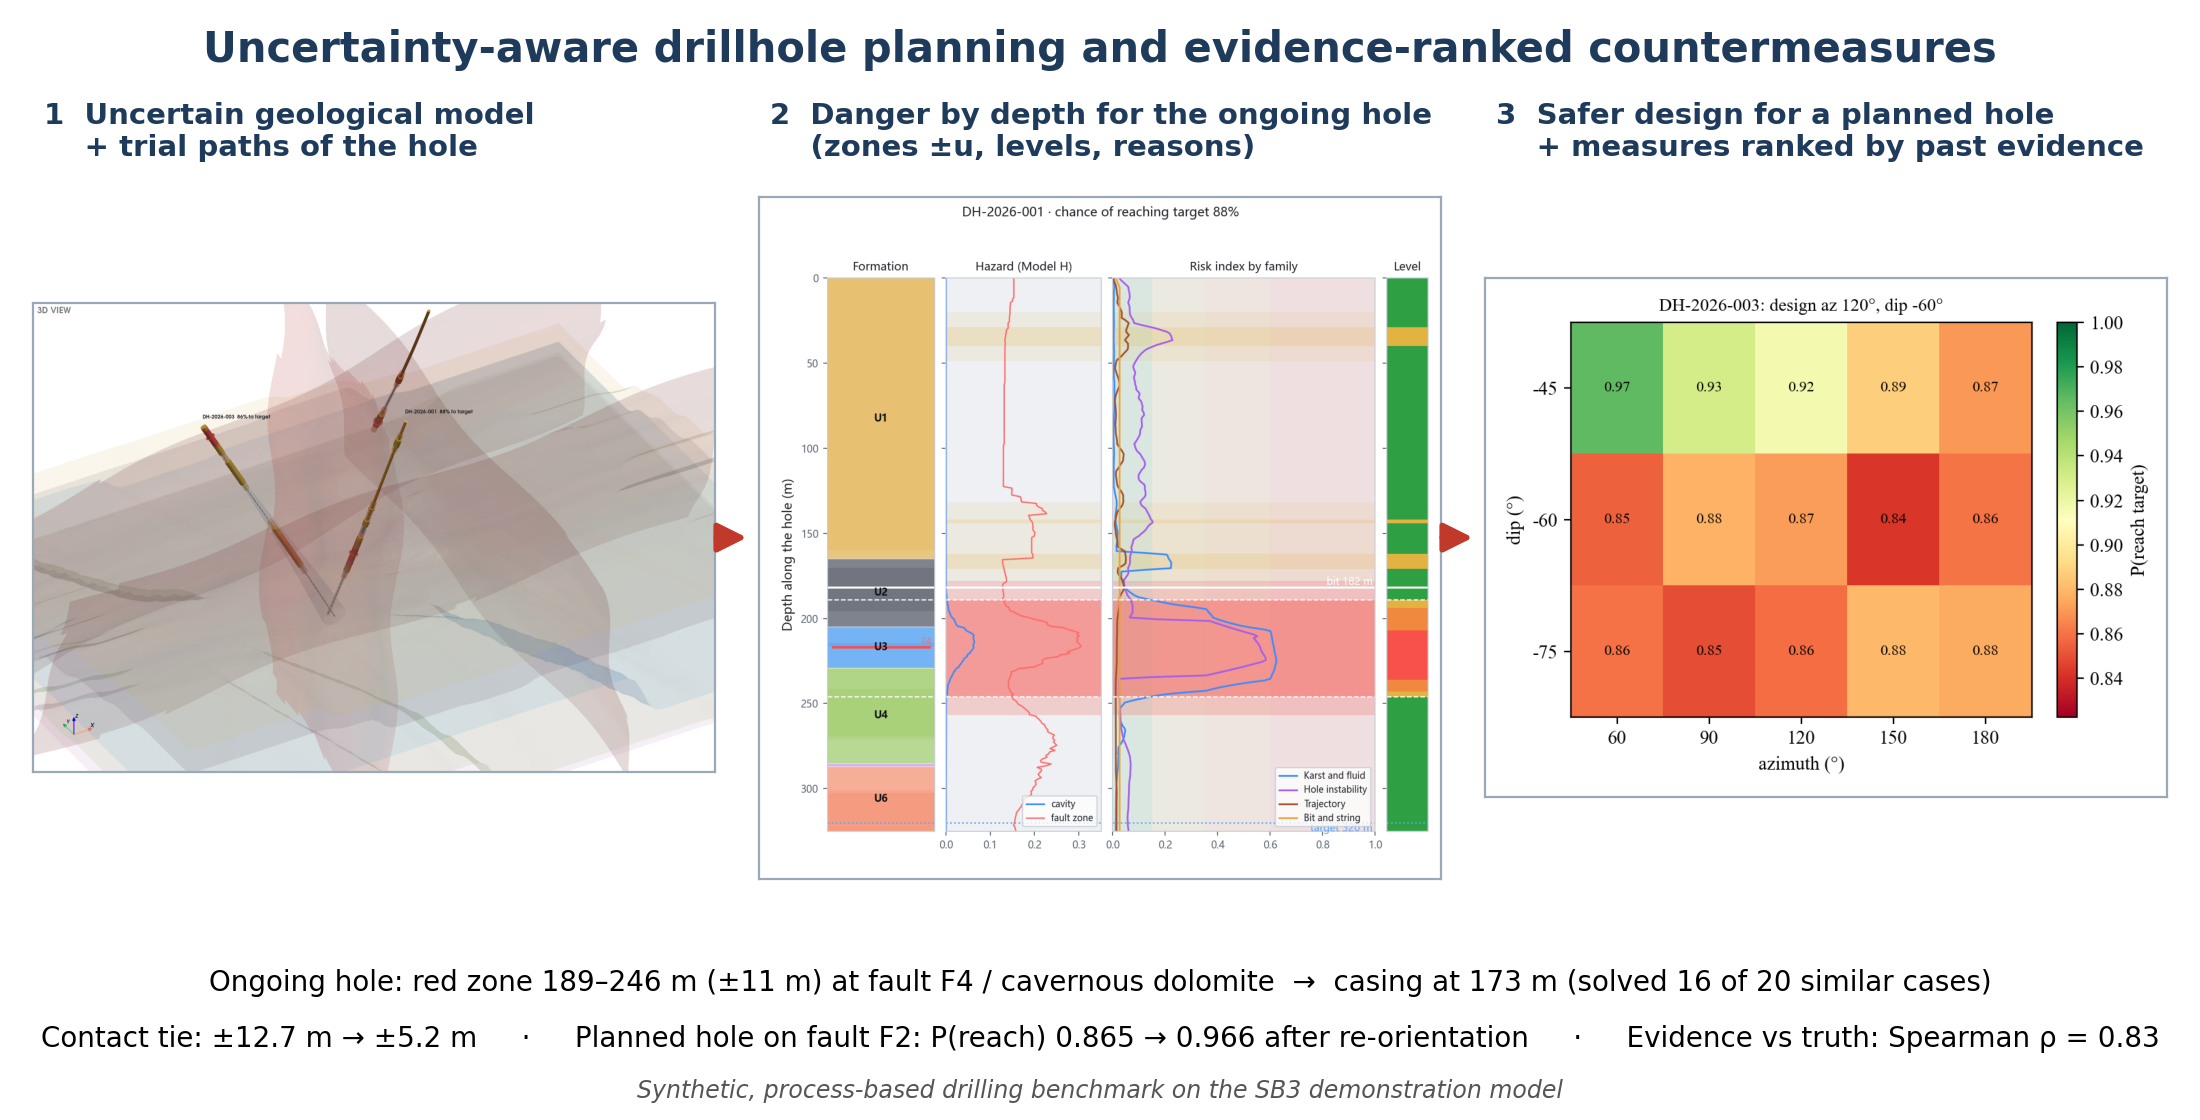 Uncertainty-aware drillhole planning and evidence-ranked countermeasures
1 Uncertain geological model
+ trial paths of the hole
2 Danger by depth for the ongoing hole
(zones ±u, levels, reasons)
3 Safer design for a planned hole
+ measures ranked by past evidence
3D VIEW
DH-2026-003 86% to target
DH-2026-001 88% to target
X
Y
Z
DH-2026-001 · chance of reaching target 88%
Formation
Hazard (Model H)
Risk index by family
Level
Depth along the hole (m)
0
50
100
150
200
250
300
U1
U2
U3
U4
U6
bit 182 m
target 320 m
cavity
fault zone
Karst and fluid
Hole instability
Trajectory
Bit and string
0.0 0.1 0.2 0.3
0.0 0.2 0.4 0.6 0.8 1.0
DH-2026-003: design az 120°, dip -60°
dip (°)
-45 0.97 0.93 0.92 0.89 0.87
-60 0.85 0.88 0.87 0.84 0.86
-75 0.86 0.85 0.86 0.88 0.88
60 90 120 150 180
azimuth (°)
1.00
0.98
0.96
0.94
0.92
0.90
0.88
0.86
0.84
P(reach target)
Ongoing hole: red zone 189–246 m (±11 m) at fault F4 / cavernous dolomite → casing at 173 m (solved 16 of 20 similar cases)
Contact tie: ±12.7 m → ±5.2 m · Planned hole on fault F2: P(reach) 0.865 → 0.966 after re-orientation · Evidence vs truth: Spearman ρ = 0.83
Synthetic, process-based drilling benchmark on the SB3 demonstration model